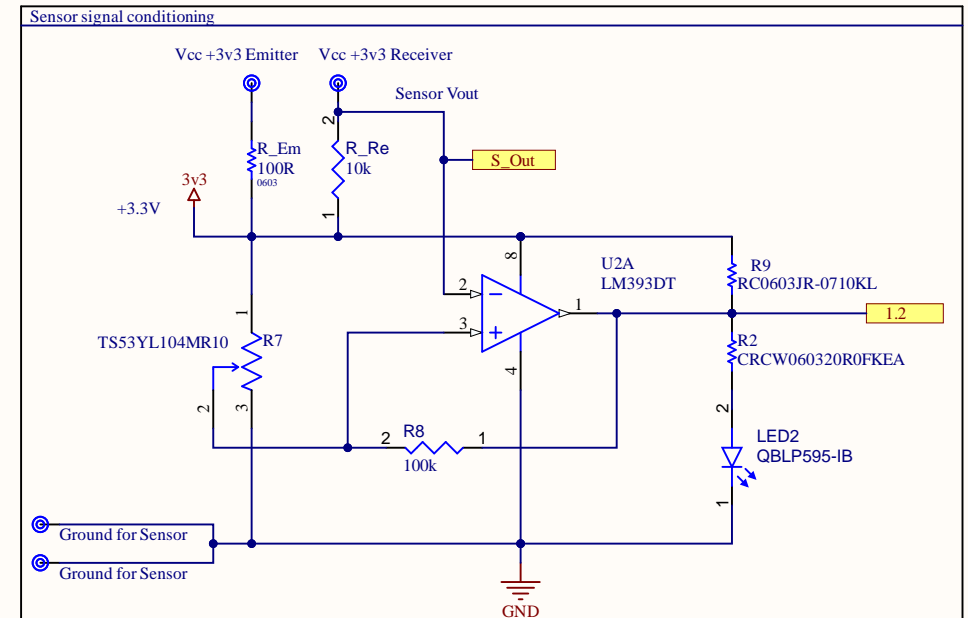 Sensor signal conditioning
Vcc +3v3 Emitter
Vcc +3v3 Receiver
Sensor Vout
2
R_Em
100R
0603
R_Re
10k
S_Out
3v3
+3.3V
1
8
U2A
LM393DT
R9
RC0603JR-0710KL
2
1
1.2
1
3
TS53YL104MR10
R7
R2
CRCW060320R0FKEA
4
2
3
2
R8
1
100k
2
LED2
QBLP595-IB
1
Ground for Sensor
Ground for Sensor
GND